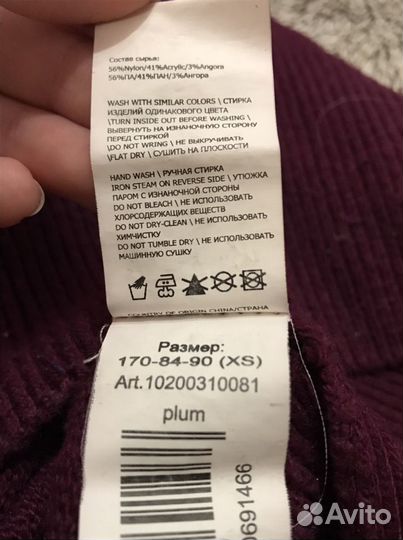 Состав сырья:
56%Nylon/41%Acrylic/3%Angora
56%ПА/41%ПАН/3%Ангора
WASH WITH SIMILAR COLORS \ СТИРКА
ИЗДЕЛИЙ ОДИНАКОВОГО ЦВЕТА
\TURN INSIDE OUT BEFORE WASHING \
ВЫВЕРНУТЬ НА ИЗНАНОЧНУЮ СТОРОНУ
ПЕРЕД СТИРКОЙ
\DO NOT WRING \ НЕ ВЫКРУЧИВАТЬ
\FLAT DRY \ СУШИТЬ НА ПЛОСКОСТИ
HAND WASH \ РУЧНАЯ СТИРКА
IRON STEAM ON REVERSE SIDE \ УТЮЖКА
ПАРОМ С ИЗНАНОЧНОЙ СТОРОНЫ
DO NOT BLEACH \ НЕ ИСПОЛЬЗОВАТЬ
ХЛОРСОДЕРЖАЩИХ ВЕЩЕСТВ
DO NOT DRY-CLEAN \ НЕ ИСПОЛЬЗОВАТЬ
ХИМЧИСТКУ
DO NOT TUMBLE DRY \ НЕ ИСПОЛЬЗОВАТЬ
МАШИННУЮ СУШКУ
COUNTRY OF ORIGIN CHINA/СТРАНА
Размер:
170-84-90 (XS)
Art.10200310081
plum
0691466
Avito